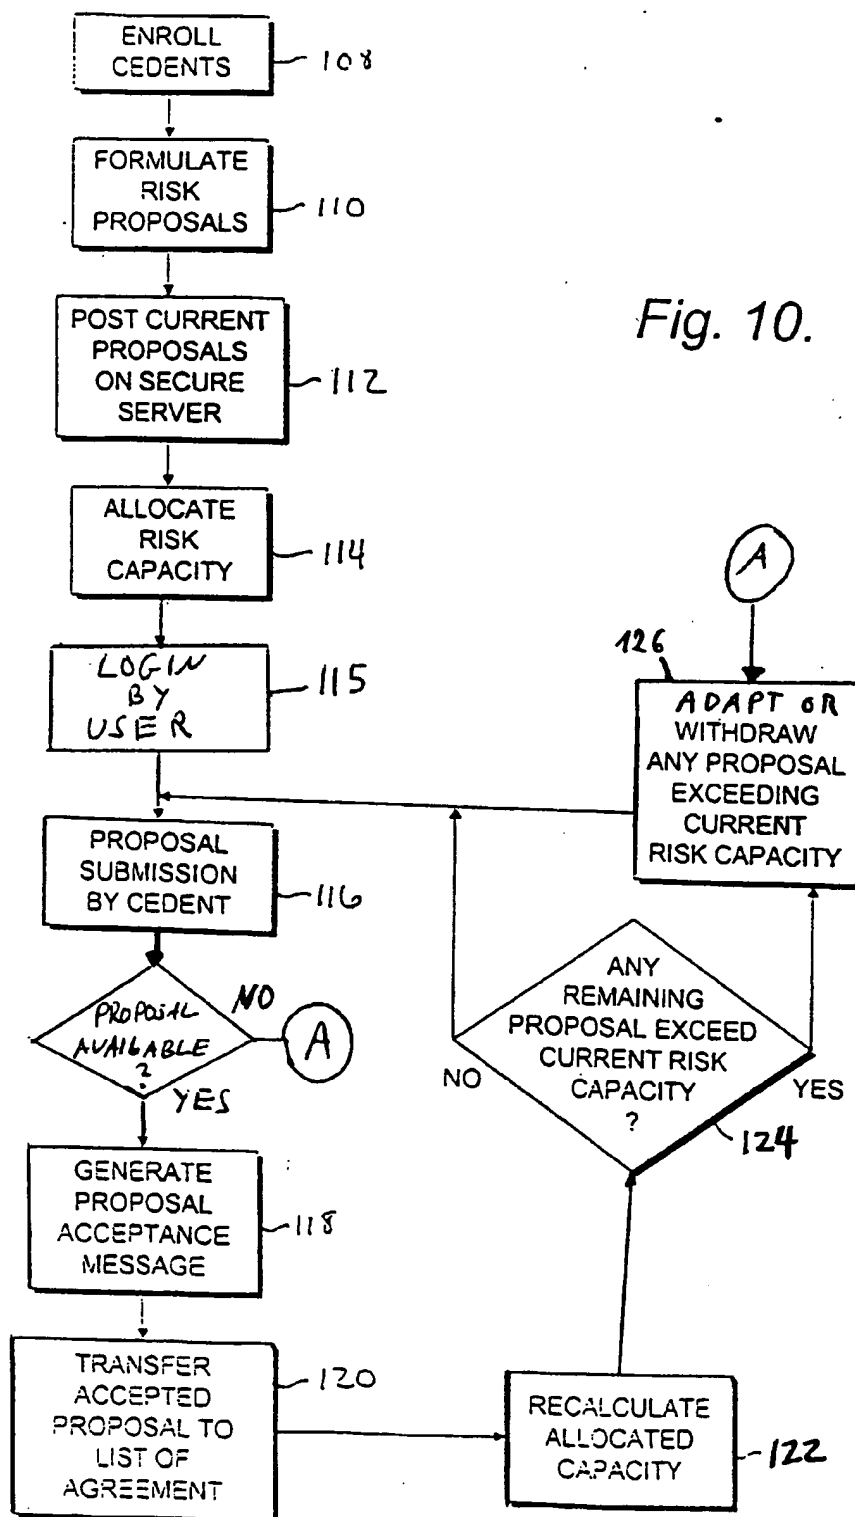 ENROLL
CEDENTS
108
FORMULATE
RISK
PROPOSALS
110
Fig. 10.
POST CURRENT
PROPOSALS
ON SECURE
SERVER
112
ALLOCATE
RISK
CAPACITY
114
A
LOGIN
BY
USER
115
126
ADAPT OR
WITHDRAW
ANY PROPOSAL
EXCEEDING
CURRENT
RISK CAPACITY
PROPOSAL
SUBMISSION
BY CEDENT
116
PROPOSAL
AVAILABLE
?
NO
A
YES
ANY
REMAINING
PROPOSAL EXCEED
CURRENT RISK
CAPACITY
?
NO
YES
124
GENERATE
PROPOSAL
ACCEPTANCE
MESSAGE
118
TRANSFER
ACCEPTED
PROPOSAL TO
LIST OF
AGREEMENT
120
RECALCULATE
ALLOCATED
CAPACITY
122